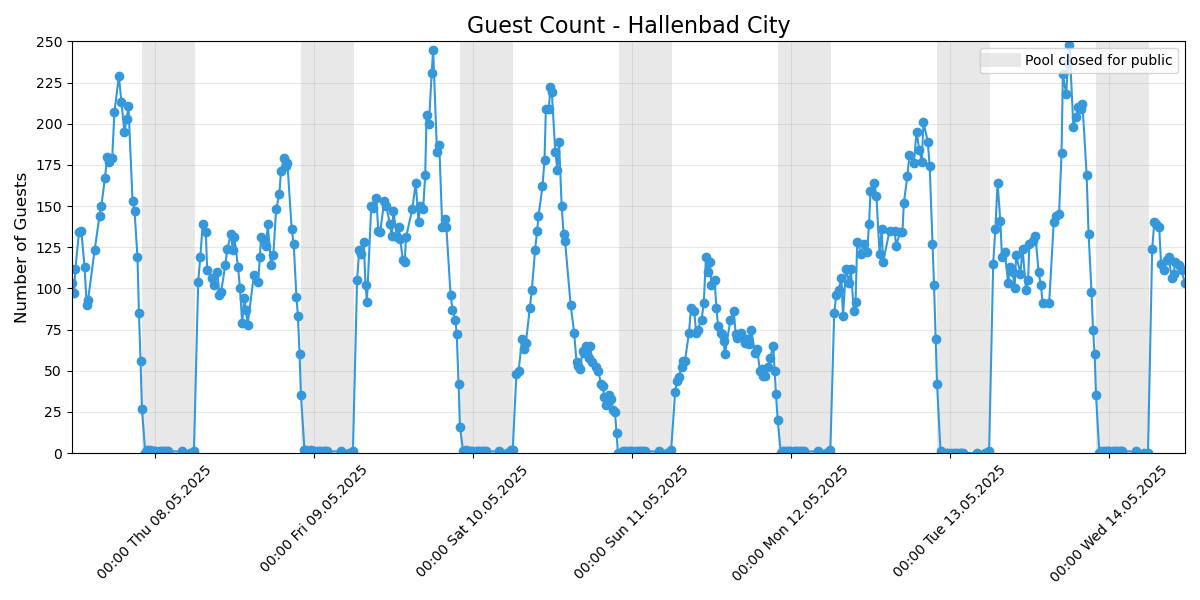 Guest Count - Hallenbad City
Number of Guests
250
225
200
175
150
125
100
75
50
25
0
Pool closed for public
00:00 Thu 08.05.2025
00:00 Fri 09.05.2025
00:00 Sat 10.05.2025
00:00 Sun 11.05.2025
00:00 Mon 12.05.2025
00:00 Tue 13.05.2025
00:00 Wed 14.05.2025